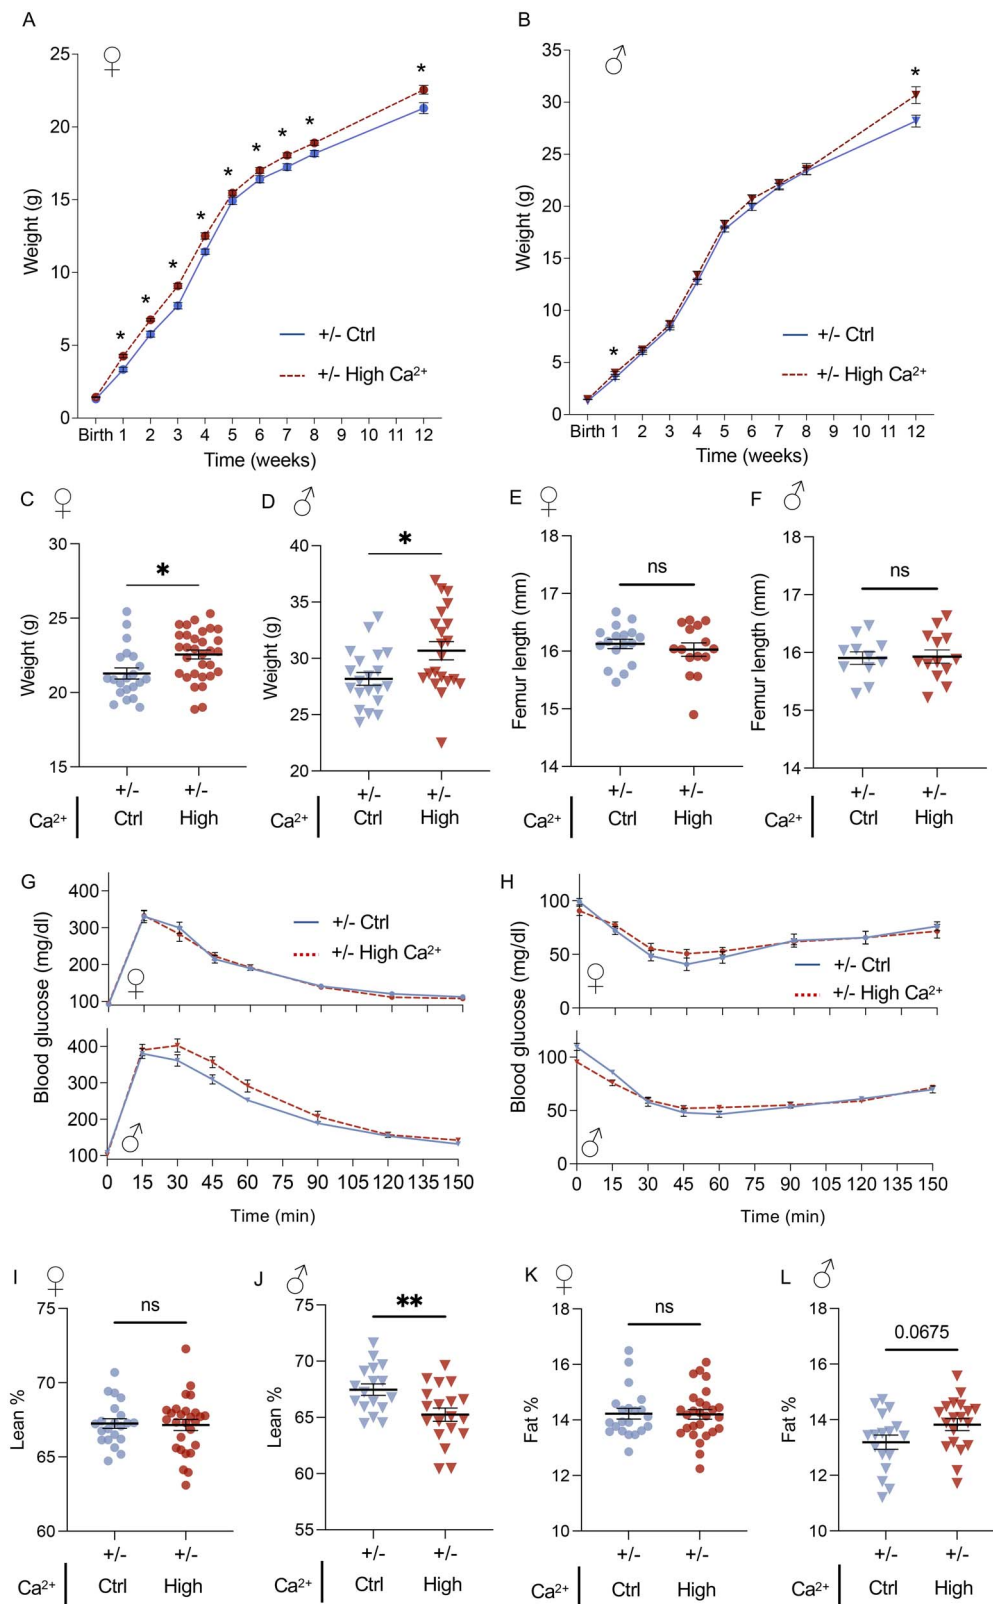 A
B
♀
♂
25
20
15
10
5
0
Weight (g)
*
*
*
*
*
*
*
*
*
+/- Ctrl
+/- High Ca²⁺
Birth 1 2 3 4 5 6 7 8 9 10 11 12
Time (weeks)
35
30
25
20
15
10
5
0
Weight (g)
*
*
+/- Ctrl
+/- High Ca²⁺
Birth 1 2 3 4 5 6 7 8 9 10 11 12
Time (weeks)
C ♀
30
25
20
15
Weight (g)
*
+/- +/-
Ca²⁺ Ctrl High
D ♂
40
35
30
25
20
Weight (g)
*
+/- +/-
Ca²⁺ Ctrl High
E ♀
18
17
16
15
14
Femur length (mm)
ns
+/- +/-
Ca²⁺ Ctrl High
F ♂
18
17
16
15
14
Femur length (mm)
ns
+/- +/-
Ca²⁺ Ctrl High
G
400
300
200
100
♀
+/- Ctrl
+/- High Ca²⁺
Blood glucose (mg/dl)
400
300
200
100
♂
0 15 30 45 60 75 90 105 120 135 150
Time (min)
H
100
50
0
♀
+/- Ctrl
+/- High Ca²⁺
Blood glucose (mg/dl)
100
50
0
♂
0 15 30 45 60 75 90 105 120 135 150
Time (min)
I ♀
75
70
65
60
Lean %
ns
+/- +/-
Ca²⁺ Ctrl High
J ♂
75
70
65
60
55
Lean %
**
+/- +/-
Ca²⁺ Ctrl High
K ♀
18
16
14
12
10
Fat %
ns
+/- +/-
Ca²⁺ Ctrl High
L ♂
18
16
14
12
10
Fat %
0.0675
+/- +/-
Ca²⁺ Ctrl High